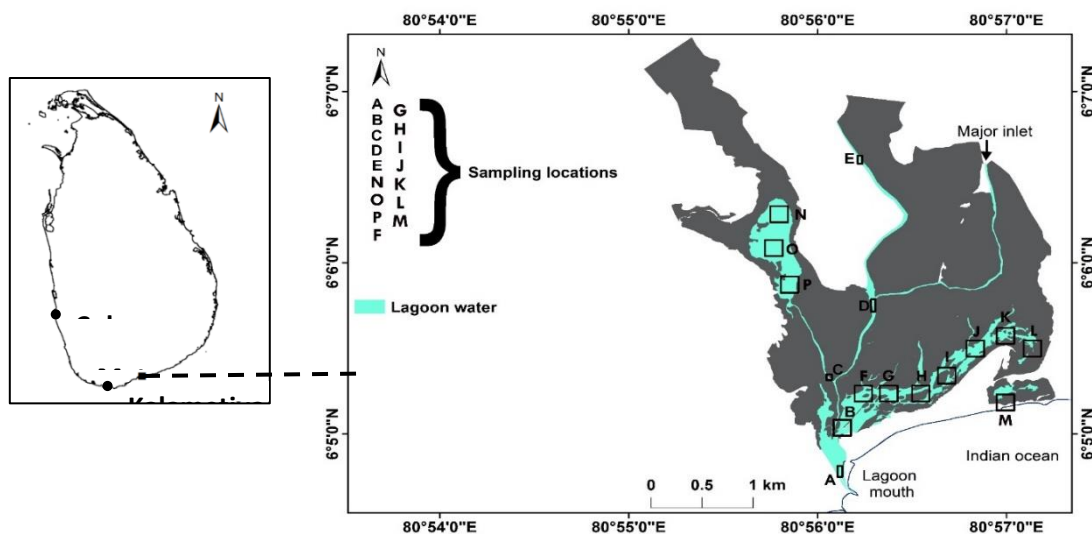 80°54'0"E 80°55'0"E 80°56'0"E 80°57'0"E
N
N
6°7'0"N
6°6'0"N
6°5'0"N
A
B
C
D
E
N
O
P
F
G
H
I
J
K
L
M
Sampling locations
Lagoon water
Major inlet
E
N
O
P
D
C
F
G
H
I
J
K
L
B
M
A
Indian ocean
Lagoon
mouth
0 0.5 1 km
6°7'0"N
6°6'0"N
6°5'0"N
80°54'0"E 80°55'0"E 80°56'0"E 80°57'0"E